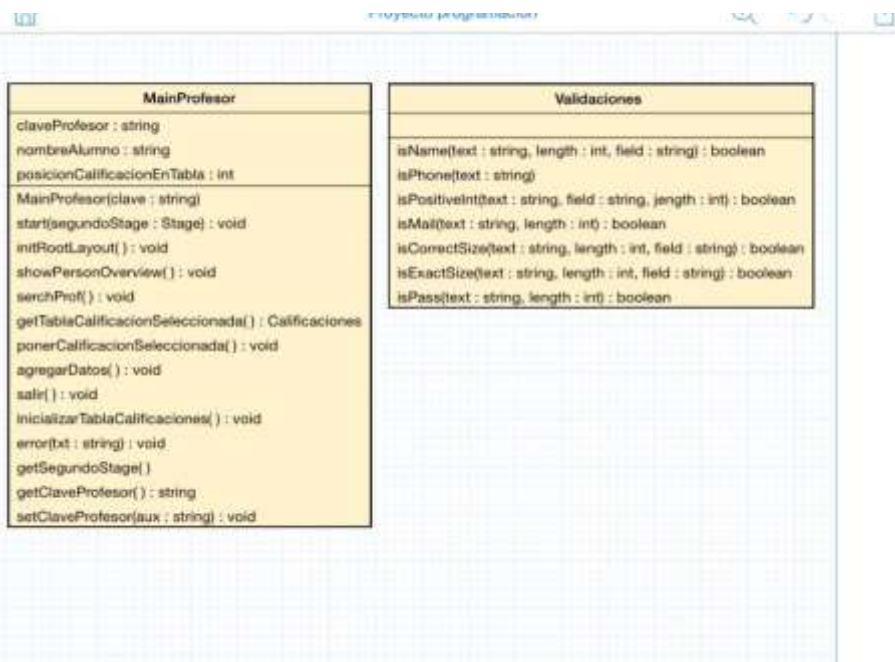 Proyecto programación
MainProfesor
claveProfesor : string
nombreAlumno : string
posicionCalificacionEnTabla : int
MainProfesor(clave : string)
start(segundoStage : Stage) : void
initRootLayout( ) : void
showPersonOverview( ) : void
serchProf( ) : void
getTablaCalificacionSeleccionada( ) : Calificaciones
ponerCalificacionSeleccionada( ) : void
agregarDatos( ) : void
salir( ) : void
inicializarTablaCalificaciones( ) : void
error(txt : string) : void
getSegundoStage( )
getClaveProfesor( ) : string
setClaveProfesor(aux : string) : void
Validaciones
isName(text : string, length : int, field : string) : boolean
isPhone(text : string)
isPositiveInt(text : string, field : string, jength : int) : boolean
isMail(text : string, length : int) : boolean
isCorrectSize(text : string, length : int, field : string) : boolean
isExactSize(text : string, length : int, field : string) : boolean
isPass(text : string, length : int) : boolean